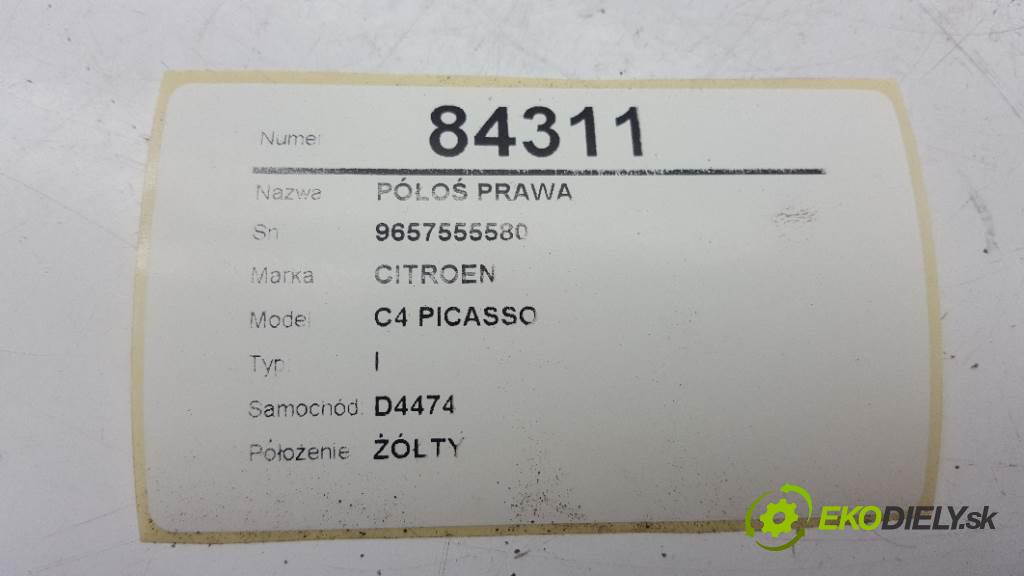 Numer 84311
Nazwa PÓŁOŚ PRAWA
Sn 9657555580
Marka CITROEN
Model C4 PICASSO
Typ I
Samochód D4474
Położenie ŻÓŁTY
EKODIELY.sk